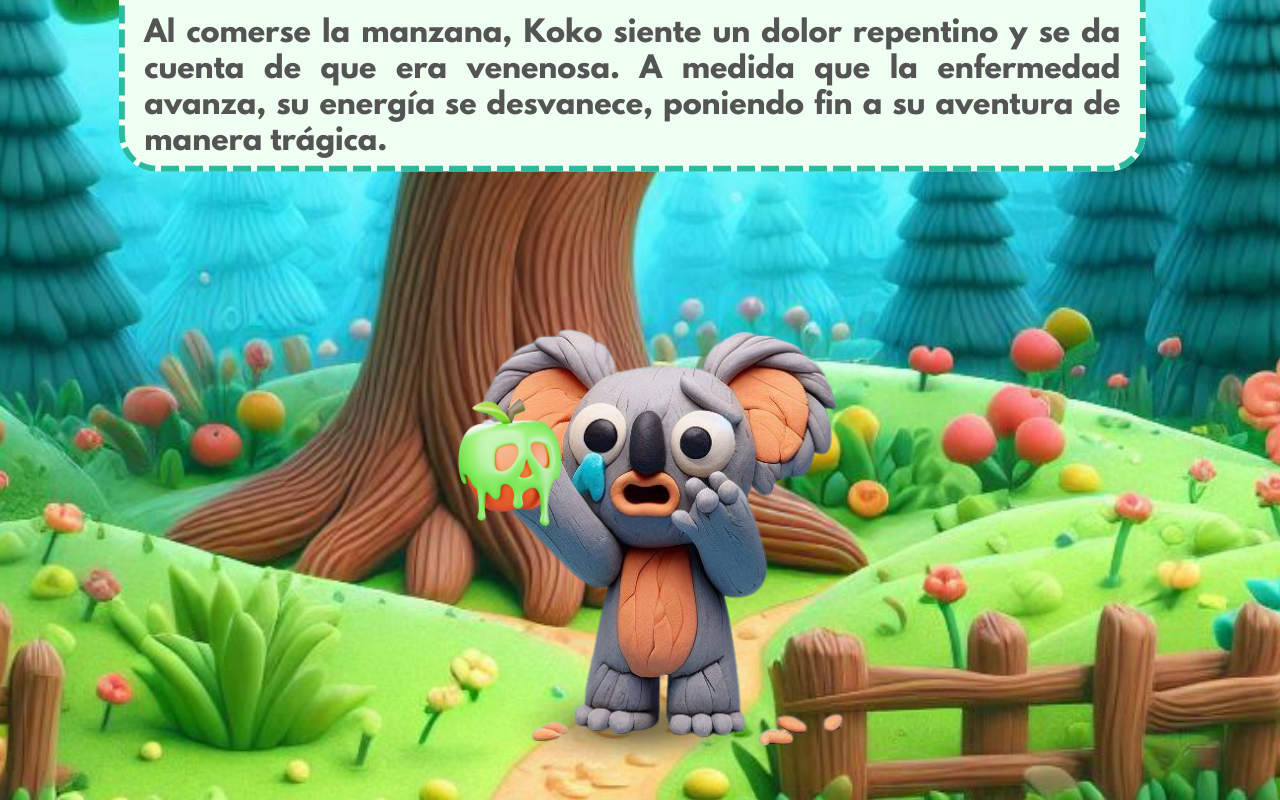 Al comerse la manzana, Koko siente un dolor repentino y se da
cuenta de que era venenosa. A medida que la enfermedad
avanza, su energía se desvanece, poniendo fin a su aventura de
manera trágica.